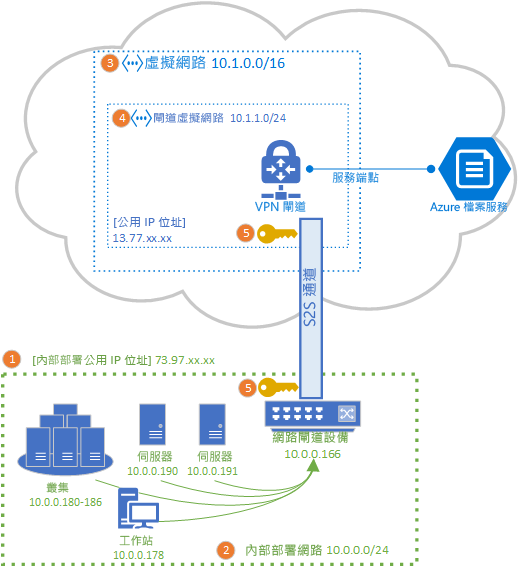 3 虛擬網路 10.1.0.0/16
4 閘道虛擬網路 10.1.1.0/24
服務端點
VPN 閘道
Azure 檔案服務
[公用 IP 位址]
13.77.xx.xx
5
S2S 通道
1 [內部部署公用 IP 位址] 73.97.xx.xx
5
網路閘道設備
10.0.0.166
伺服器
10.0.0.190
伺服器
10.0.0.191
叢集
10.0.0.180-186
工作站
10.0.0.178
2 內部部署網路 10.0.0.0/24